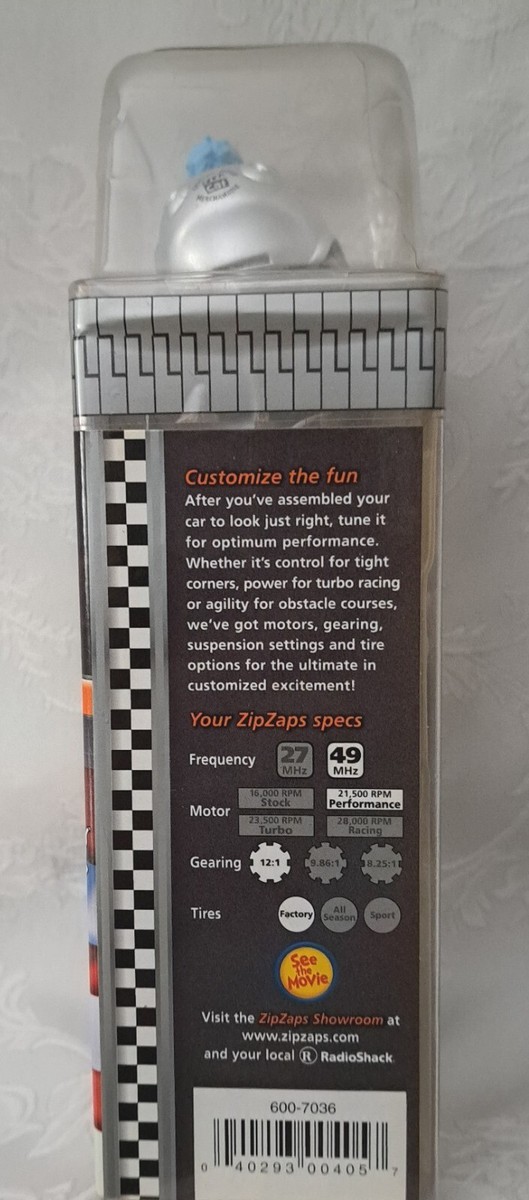 CAT
Customize the fun
After you've assembled your
car to look just right, tune it
for optimum performance.
Whether it's control for tight
corners, power for turbo racing
or agility for obstacle courses,
we've got motors, gearing,
suspension settings and tire
options for the ultimate in
customized excitement!
Your ZipZaps specs
Frequency 27 MHz 49 MHz
Motor
16,000 RPM Stock
21,500 RPM Performance
23,500 RPM Turbo
28,000 RPM Racing
Gearing 12:1 9.86:1 8.25:1
Tires Factory All Season Sport
See
the
Movie
Visit the ZipZaps Showroom at
www.zipzaps.com
and your local R RadioShack
600-7036
0 40293 00405 7